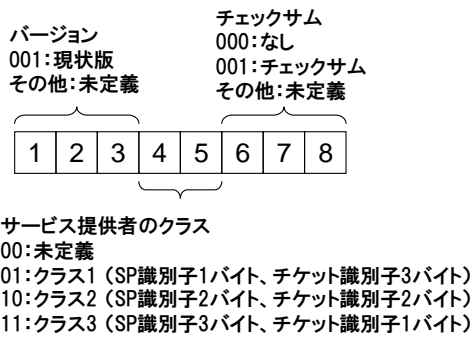 バージョン
001：現状版
その他：未定義
チェックサム
000：なし
001：チェックサム
その他：未定義
1 2 3 4 5 6 7 8
サービス提供者のクラス
00：未定義
01：クラス1（SP識別子1バイト、チケット識別子3バイト）
10：クラス2（SP識別子2バイト、チケット識別子2バイト）
11：クラス3（SP識別子3バイト、チケット識別子1バイト）